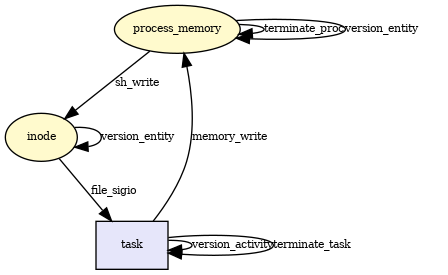 process_memory
terminate_proc
version_entity
sh_write
inode
version_entity
memory_write
file_sigio
task
version_activity
terminate_task